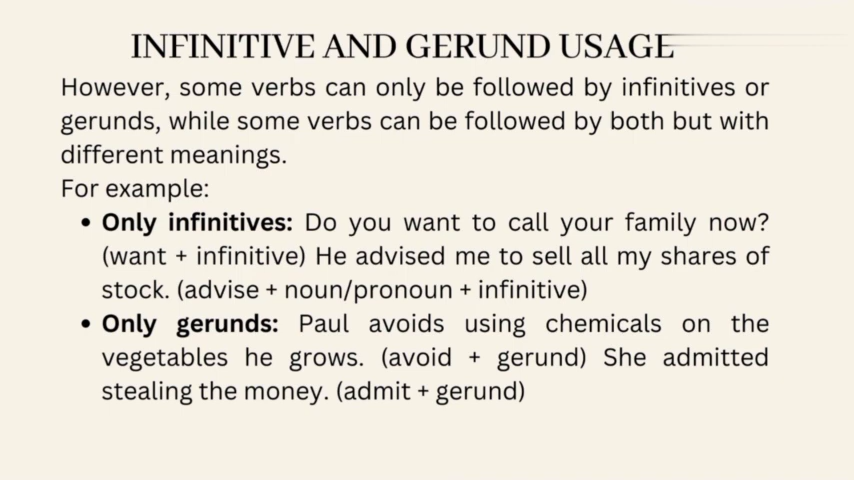 INFINITIVE AND GERUND USAGE
However, some verbs can only be followed by infinitives or
gerunds, while some verbs can be followed by both but with
different meanings.
For example:
• Only infinitives: Do you want to call your family now?
(want + infinitive) He advised me to sell all my shares of
stock. (advise + noun/pronoun + infinitive)
• Only gerunds: Paul avoids using chemicals on the
vegetables he grows. (avoid + gerund) She admitted
stealing the money. (admit + gerund)